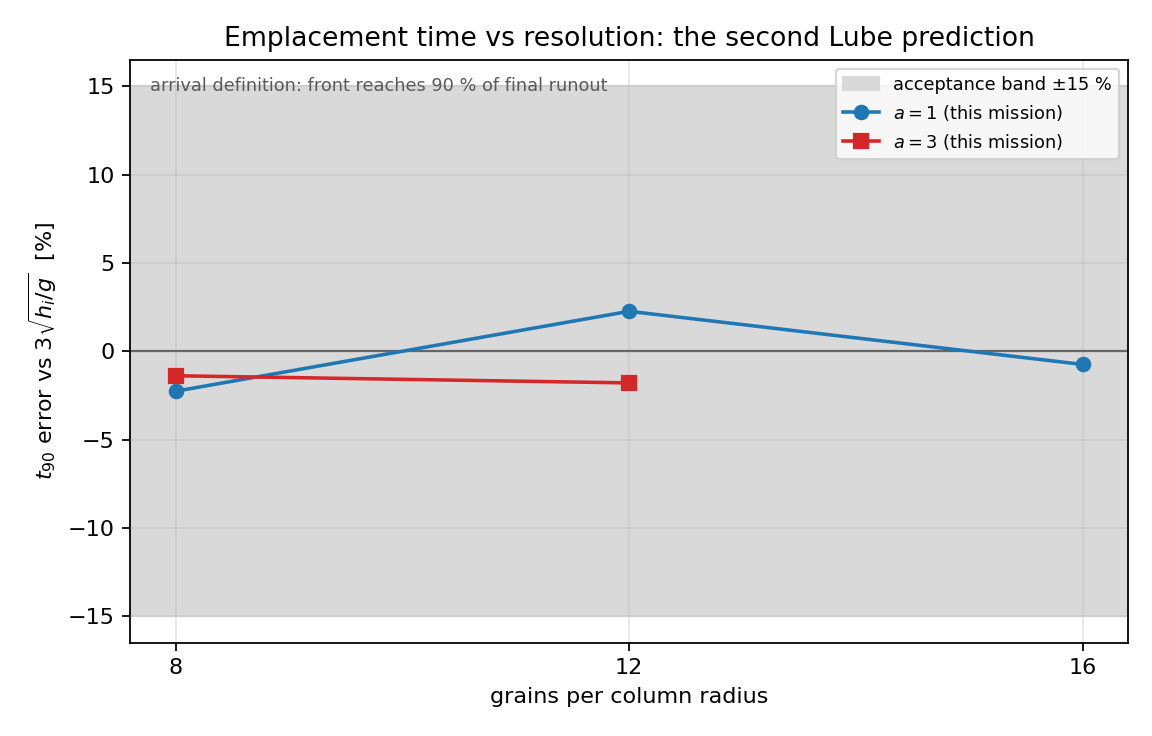 Emplacement time vs resolution: the second Lube prediction
arrival definition: front reaches 90 % of final runout
acceptance band ±15 %
a = 1 (this mission)
a = 3 (this mission)
t₉₀ error vs 3√(hᵢ/g) [%]
15
10
5
0
−5
−10
−15
8 12 16
grains per column radius